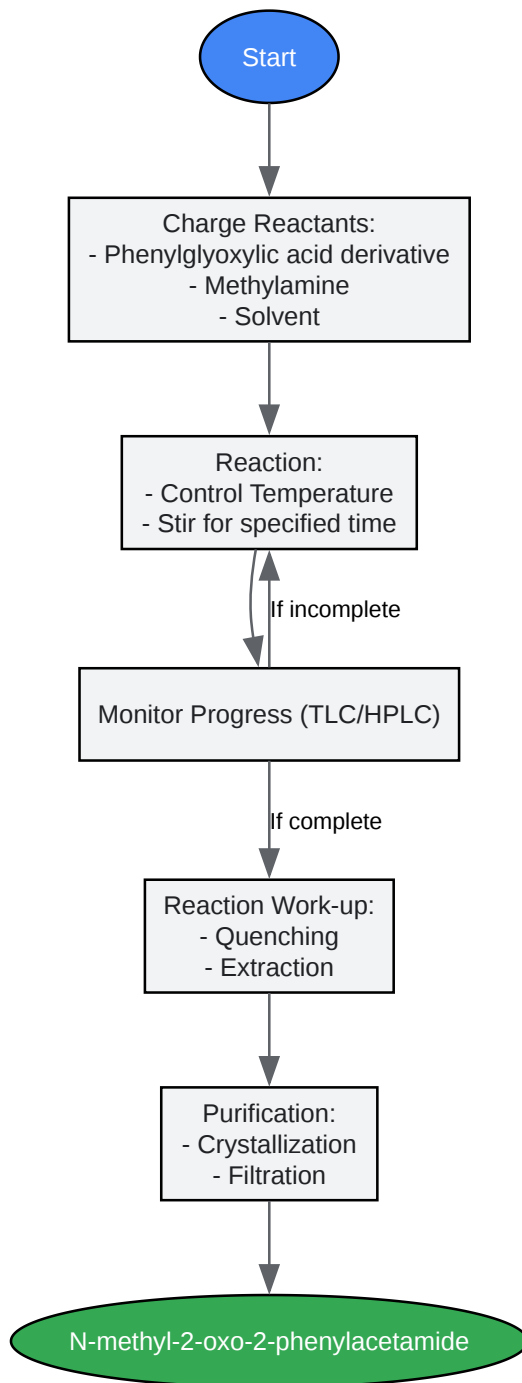 Start
Charge Reactants:
- Phenylglyoxylic acid derivative
- Methylamine
- Solvent
Reaction:
- Control Temperature
- Stir for specified time
If incomplete
Monitor Progress (TLC/HPLC)
If complete
Reaction Work-up:
- Quenching
- Extraction
Purification:
- Crystallization
- Filtration
N-methyl-2-oxo-2-phenylacetamide